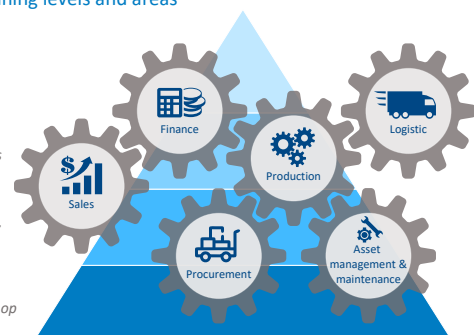 ning levels and areas
Finance
Logistic
Production
Sales
Procurement
Asset
management &
maintenance
op